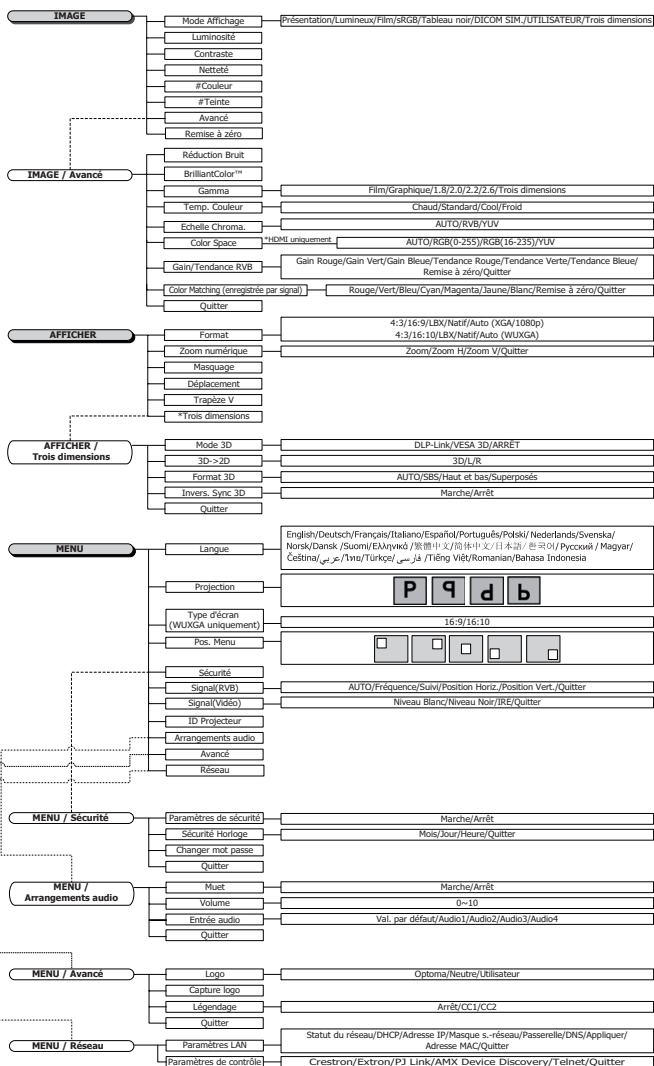 IMAGE
Mode Affichage
Présentation/Lumineux/Film/sRGB/Tableau noir/DICOM SIM./UTILISATEUR/Trois dimensions
Luminosité
Contraste
Netteté
#Couleur
#Teinte
Avancé
Remise à zéro
IMAGE / Avancé
Réduction Bruit
BrilliantColor™
Gamma
Film/Graphique/1.8/2.0/2.2/2.6/Trois dimensions
Temp. Couleur
Chaud/Standard/Cool/Froid
Echelle Chroma.
AUTO/RVB/YUV
Color Space
*HDMI uniquement
AUTO/RGB(0-255)/RGB(16-235)/YUV
Gain/Tendance RVB
Gain Rouge/Gain Vert/Gain Bleue/Tendance Rouge/Tendance Verte/Tendance Bleue/
Remise à zéro/Quitter
Color Matching (enregistrée par signal)
Rouge/Vert/Bleu/Cyan/Magenta/Jaune/Blanc/Remise à zéro/Quitter
Quitter
AFFICHER
Format
4:3/16:9/LBX/Natif/Auto (XGA/1080p)
4:3/16:10/LBX/Natif/Auto (WUXGA)
Zoom numérique
Zoom/Zoom H/Zoom V/Quitter
Masquage
Déplacement
Trapèze V
*Trois dimensions
AFFICHER /
Trois dimensions
Mode 3D
DLP-Link/VESA 3D/ARRÊT
3D->2D
3D/L/R
Format 3D
AUTO/SBS/Haut et bas/Superposés
Invers. Sync 3D
Marche/Arrêt
Quitter
MENU
Langue
English/Deutsch/Français/Italiano/Español/Português/Polski/Nederlands/Svenska/
Norsk/Dansk /Suomi/Ελληνικά /繁體中文/简体中文/日本語/한국어/Русский / Magyar/
Čeština/عربي/ไทย/Türkçe/فارسی/Tiếng Việt/Romanian/Bahasa Indonesia
Projection
P
Type d'écran
(WUXGA uniquement)
16:9/16:10
Pos. Menu
Sécurité
Signal(RVB)
AUTO/Fréquence/Suivi/Position Horiz./Position Vert./Quitter
Signal(Vidéo)
Niveau Blanc/Niveau Noir/IRE/Quitter
ID Projecteur
Arrangements audio
Avancé
Réseau
MENU / Sécurité
Paramètres de sécurité
Marche/Arrêt
Sécurité Horloge
Mois/Jour/Heure/Quitter
Changer mot passe
Quitter
MENU /
Arrangements audio
Muet
Marche/Arrêt
Volume
0~10
Entrée audio
Val. par défaut/Audio1/Audio2/Audio3/Audio4
Quitter
MENU / Avancé
Logo
Optoma/Neutre/Utilisateur
Capture logo
Légendage
Arrêt/CC1/CC2
Quitter
MENU / Réseau
Paramètres LAN
Statut du réseau/DHCP/Adresse IP/Masque s.-réseau/Passerelle/DNS/Appliquer/
Adresse MAC/Quitter
Paramètres de contrôle
Crestron/Extron/PJ Link/AMX Device Discovery/Telnet/Quitter